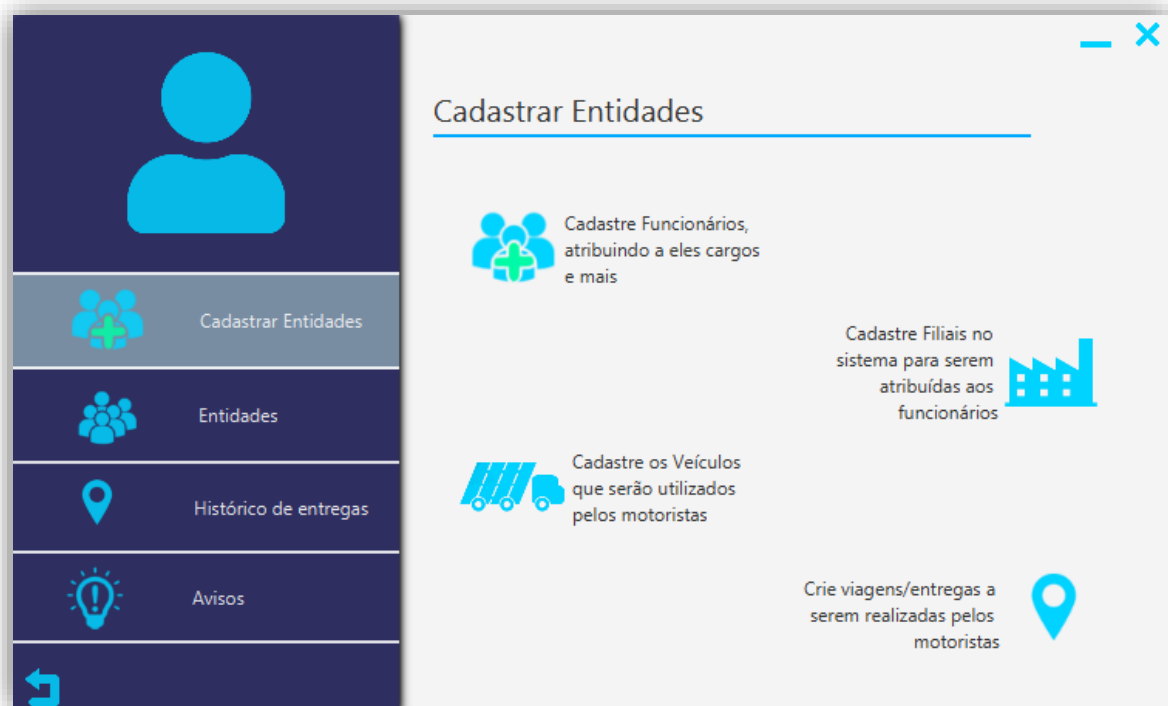 Cadastrar Entidades
Entidades
Histórico de entregas
Avisos
Cadastrar Entidades
Cadastre Funcionários,
atribuindo a eles cargos
e mais
Cadastre Filiais no
sistema para serem
atribuídas aos
funcionários
Cadastre os Veículos
que serão utilizados
pelos motoristas
Crie viagens/entregas a
serem realizadas pelos
motoristas